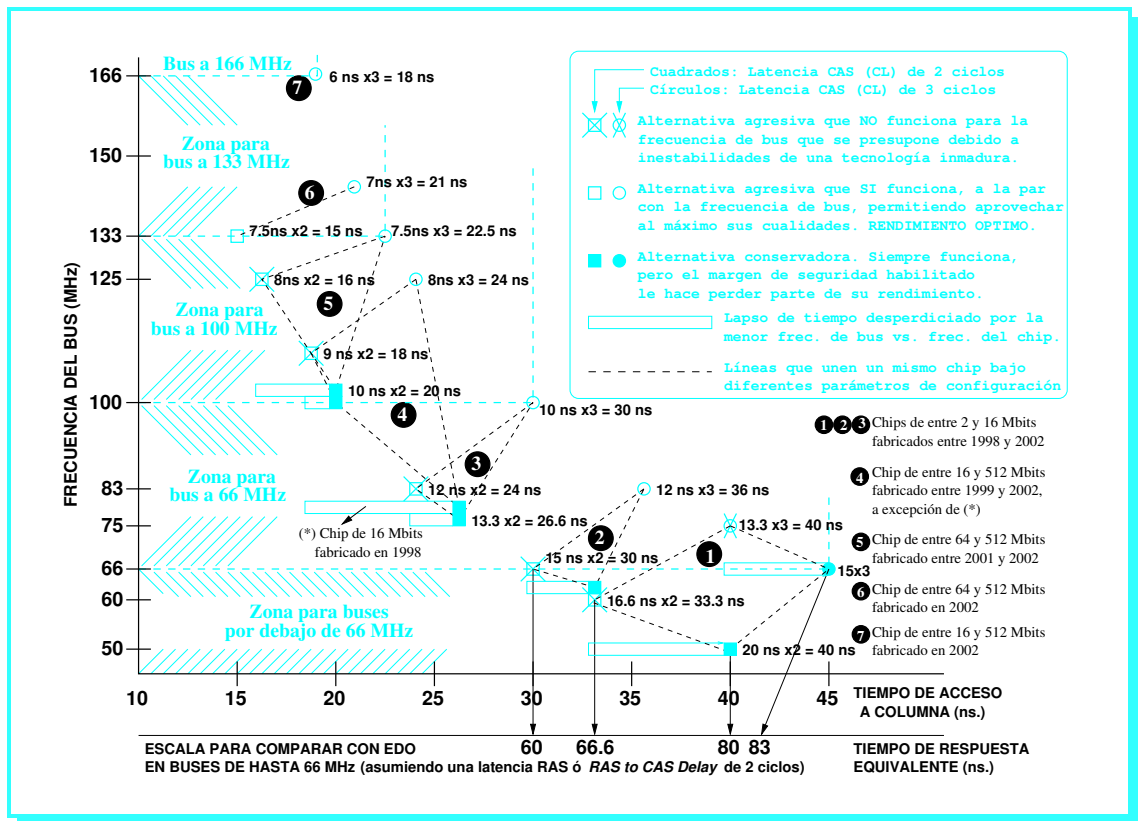 FRECUENCIA DEL BUS (MHz)
166
150
133
125
100
83
75
66
60
50
Bus a 166 MHz
7
6 ns x3 = 18 ns
Zona para
bus a 133 MHz
6
7ns x3 = 21 ns
7.5ns x2 = 15 ns
7.5ns x3 = 22.5 ns
8ns x2 = 16 ns
8ns x3 = 24 ns
5
Zona para
bus a 100 MHz
9 ns x2 = 18 ns
10 ns x2 = 20 ns
4
10 ns x3 = 30 ns
3
Zona para
bus a 66 MHz
12 ns x2 = 24 ns
12 ns x3 = 36 ns
13.3 x2 = 26.6 ns
(*) Chip de 16 Mbits
fabricado en 1998
13.3 x3 = 40 ns
2
1
15 ns x2 = 30 ns
15x3
16.6 ns x2 = 33.3 ns
Zona para buses
por debajo de 66 MHz
20 ns x2 = 40 ns
Cuadrados: Latencia CAS (CL) de 2 ciclos
Círculos: Latencia CAS (CL) de 3 ciclos
Alternativa agresiva que NO funciona para la
frecuencia de bus que se presupone debido a
inestabilidades de una tecnología inmadura.
Alternativa agresiva que SI funciona, a la par
con la frecuencia de bus, permitiendo aprovechar
al máximo sus cualidades. RENDIMIENTO OPTIMO.
Alternativa conservadora. Siempre funciona,
pero el margen de seguridad habilitado
le hace perder parte de su rendimiento.
Lapso de tiempo desperdiciado por la
menor frec. de bus vs. frec. del chip.
Líneas que unen un mismo chip bajo
diferentes parámetros de configuración
1 2 3 Chips de entre 2 y 16 Mbits
fabricados entre 1998 y 2002
4 Chip de entre 16 y 512 Mbits
fabricado entre 1999 y 2002,
a excepción de (*)
5 Chip de entre 64 y 512 Mbits
fabricado entre 2001 y 2002
6 Chip de entre 64 y 512 Mbits
fabricado en 2002
7 Chip de entre 16 y 512 Mbits
fabricado en 2002
10 15 20 25 30 35 40 45
TIEMPO DE ACCESO
A COLUMNA (ns.)
ESCALA PARA COMPARAR CON EDO
EN BUSES DE HASTA 66 MHz (asumiendo una latencia RAS ó RAS to CAS Delay de 2 ciclos)
60 66.6 80 83
TIEMPO DE RESPUESTA
EQUIVALENTE (ns.)